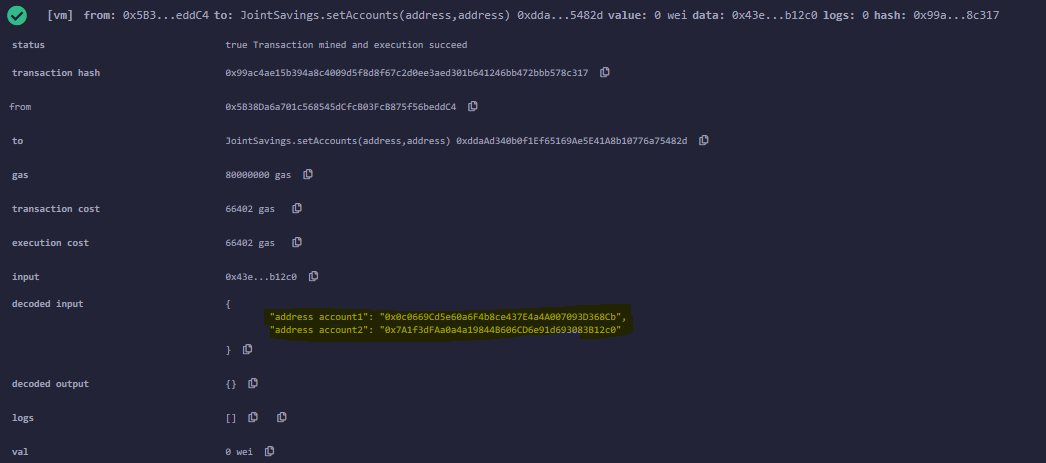 [vm] from: 0x5B3...eddC4 to: JointSavings.setAccounts(address,address) 0xdda...5482d value: 0 wei data: 0x43e...b12c0 logs: 0 hash: 0x99a...8c317
status true Transaction mined and execution succeed
transaction hash 0x99ac4ae15b394a8c4009d5f8d8f67c2d0ee3aed301b641246bb472bbb578c317
from 0x5B38Da6a701c568545dCfcB03FcB875f56beddC4
to JointSavings.setAccounts(address,address) 0xddaAd340b0f1Ef65169Ae5E41A8b10776a75482d
gas 80000000 gas
transaction cost 66402 gas
execution cost 66402 gas
input 0x43e...b12c0
decoded input {
"address account1": "0x0c0669Cd5e60a6F4b8ce437E4a4A007093D368Cb",
"address account2": "0x7A1f3dFAa0a4a19844B606CD6e91d693083B12c0"
}
decoded output {}
logs []
val 0 wei